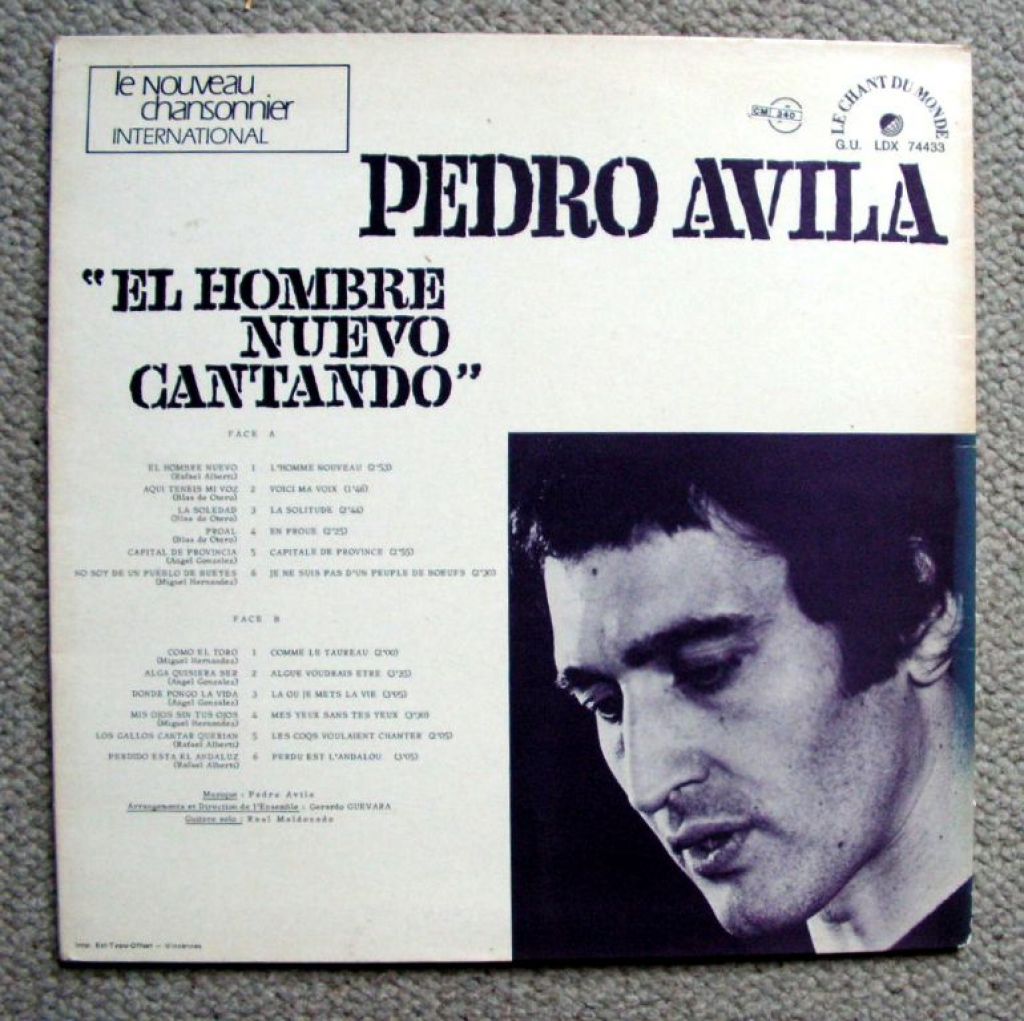 le NOUVEAU
chansonnier
INTERNATIONAL
CM 340
LE CHANT DU MONDE
G.U. LDX 74433
PEDRO AVILA
“EL HOMBRE
NUEVO
CANTANDO”
FACE A
EL HOMBRE NUEVO 1 L'HOMME NOUVEAU (2'53)
(Rafael Alberti)
AQUI TENEIS MI VOZ 2 VOICI MA VOIX (1'46)
(Blas de Otero)
LA SOLEDAD 3 LA SOLITUDE (2'44)
(Blas de Otero)
PROAL 4 EN PROUE (2'25)
(Blas de Otero)
CAPITAL DE PROVINCIA 5 CAPITALE DE PROVINCE (2'55)
(Angel Gonzalez)
NO SOY DE UN PUEBLO DE BUEYES 6 JE NE SUIS PAS D'UN PEUPLE DE BOEUFS (2'30)
(Miguel Hernandez)
FACE B
COMO EL TORO 1 COMME LE TAUREAU (2'00)
(Miguel Hernandez)
ALGA QUISIERA SER 2 ALGUE VOUDRAIS ETRE (3'25)
(Angel Gonzalez)
DONDE PONGO LA VIDA 3 LA OU JE METS LA VIE (3'05)
(Angel Gonzalez)
MIS OJOS SIN TUS OJOS 4 MES YEUX SANS TES YEUX (3'30)
(Miguel Hernandez)
LOS GALLOS CANTAR QUERIAN 5 LES COQS VOULAIENT CHANTER (2'05)
(Rafael Alberti)
PERDIDO ESTA EL ANDALUZ 6 PERDU EST L'ANDALOU (3'05)
(Rafael Alberti)
Musique : Pedro Avila
Arrangements et Direction de l'Ensemble : Gerardo GUEVARA
Guitare solo : Raul Maldonado
Imp. Est-Typo-Offset – Vincennes